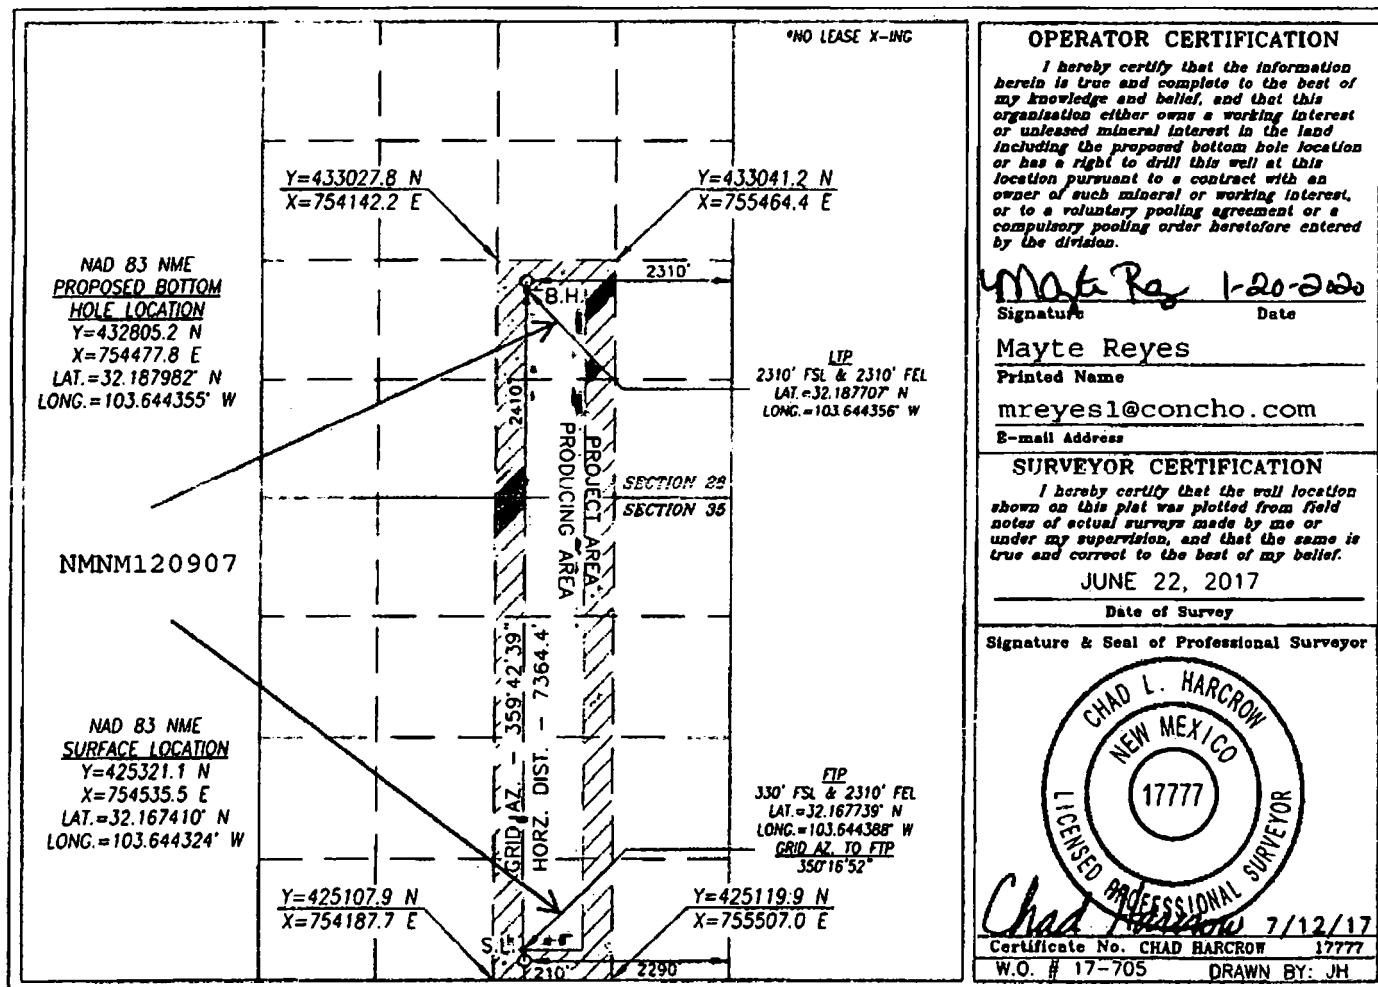 *NO LEASE X-ING
Y=433027.8 N
X=754142.2 E
Y=433041.2 N
X=755464.4 E
NAD 83 NME
PROPOSED BOTTOM
HOLE LOCATION
Y=432805.2 N
X=754477.8 E
LAT.=32.187982° N
LONG.=103.644355° W
2310'
B.H.
LTP
2310' FSL & 2310' FEL
LAT.=32.187707° N
LONG.=103.644356° W
2410'
PROJECT AREA
PRODUCING AREA
SECTION 26
SECTION 35
NMNM120907
GRID AZ. - 359°42'39"
HORZ. DIST. - 7364.4'
NAD 83 NME
SURFACE LOCATION
Y=425321.1 N
X=754535.5 E
LAT.=32.167410° N
LONG.=103.644324° W
FTP
330' FSL & 2310' FEL
LAT.=32.167739° N
LONG.=103.644388° W
GRID AZ. TO FTP
350°16'52"
Y=425107.9 N
X=754187.7 E
Y=425119.9 N
X=755507.0 E
S.L.
210'
2290'
OPERATOR CERTIFICATION
I hereby certify that the information
herein is true and complete to the best of
my knowledge and belief, and that this
organization either owns a working interest
or unleased mineral interest in the land
including the proposed bottom hole location
or has a right to drill this well at this
location pursuant to a contract with an
owner of such mineral or working interest,
or to a voluntary pooling agreement or a
compulsory pooling order heretofore entered
by the division.
1-20-2020
Signature Date
Mayte Reyes
Printed Name
mreyes1@concho.com
E-mail Address
SURVEYOR CERTIFICATION
I hereby certify that the well location
shown on this plat was plotted from field
notes of actual surveys made by me or
under my supervision, and that the same is
true and correct to the best of my belief.
JUNE 22, 2017
Date of Survey
Signature & Seal of Professional Surveyor
CHAD L. HARCROW
NEW MEXICO
17777
LICENSED PROFESSIONAL SURVEYOR
Chad Harcrow 7/12/17
Certificate No. CHAD HARCROW 17777
W.O. # 17-705 DRAWN BY: JH